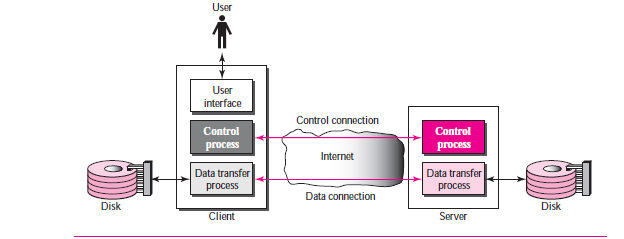 User
User
interface
Control
process
Control connection
Control
process
Internet
Data transfer
process
Data transfer
process
Data connection
Disk
Disk
Client
Server